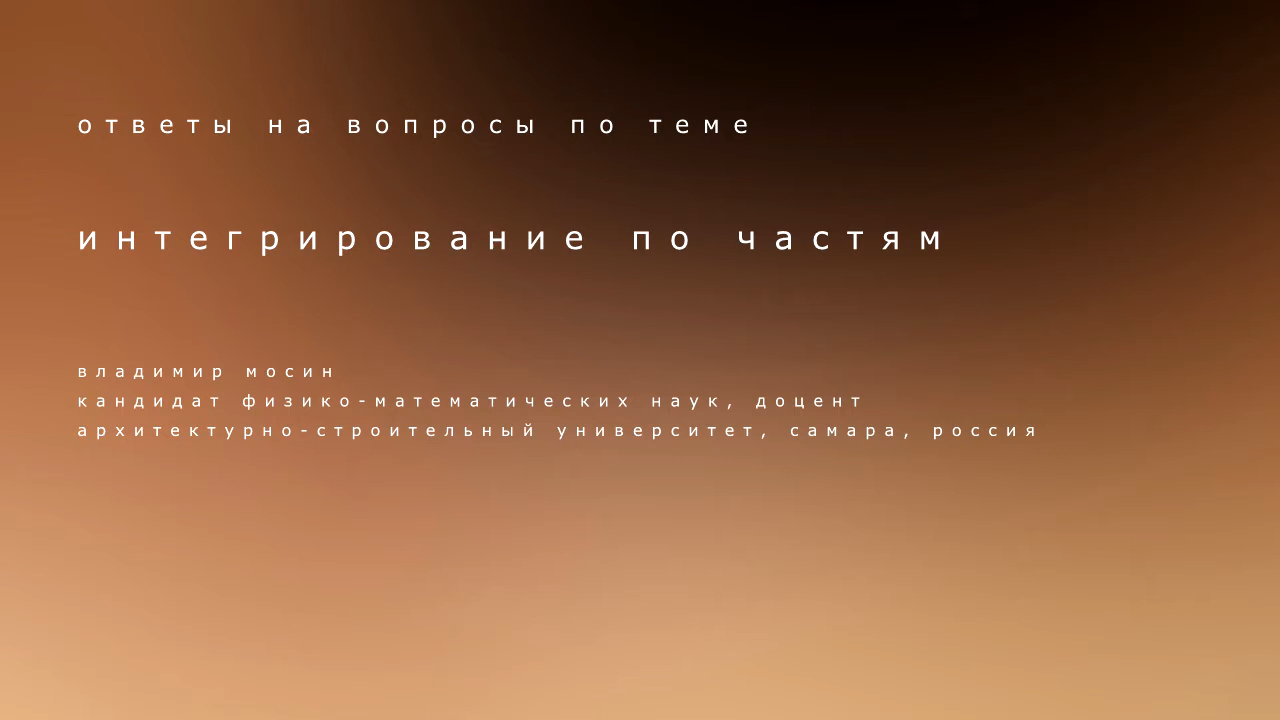 ответы на вопросы по теме
интегрирование по частям
владимир мосин
кандидат физико-математических наук, доцент
архитектурно-строительный университет, самара, россия